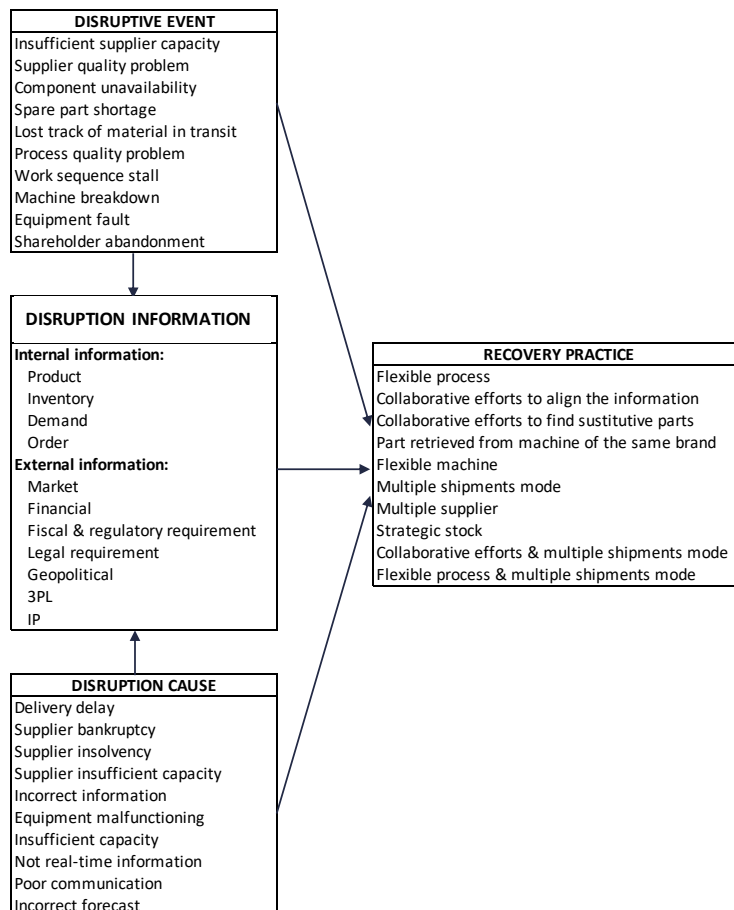 DISRUPTIVE EVENT
Insufficient supplier capacity
Supplier quality problem
Component unavailability
Spare part shortage
Lost track of material in transit
Process quality problem
Work sequence stall
Machine breakdown
Equipment fault
Shareholder abandonment
DISRUPTION INFORMATION
Internal information:
Product
Inventory
Demand
Order
External information:
Market
Financial
Fiscal & regulatory requirement
Legal requirement
Geopolitical
3PL
IP
RECOVERY PRACTICE
Flexible process
Collaborative efforts to align the information
Collaborative efforts to find sustitutive parts
Part retrieved from machine of the same brand
Flexible machine
Multiple shipments mode
Multiple supplier
Strategic stock
Collaborative efforts & multiple shipments mode
Flexible process & multiple shipments mode
DISRUPTION CAUSE
Delivery delay
Supplier bankruptcy
Supplier insolvency
Supplier insufficient capacity
Incorrect information
Equipment malfunctioning
Insufficient capacity
Not real-time information
Poor communication
Incorrect forecast